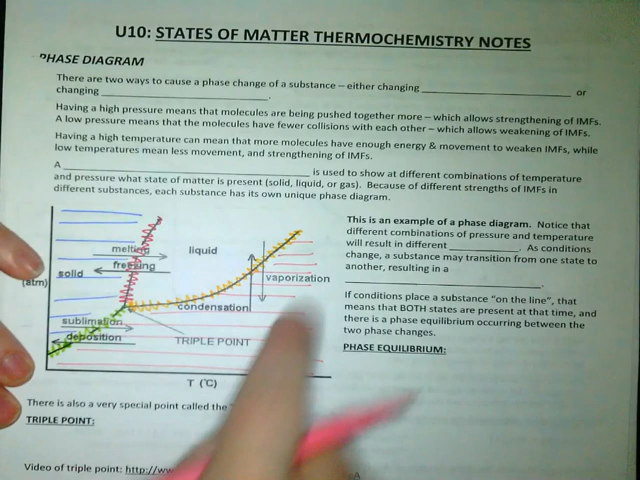 U10: STATES OF MATTER THERMOCHEMISTRY NOTES
PHASE DIAGRAM
There are two ways to cause a phase change of a substance – either changing ____________ or
changing ____________.
Having a high pressure means that molecules are being pushed together more – which allows strengthening of IMFs.
A low pressure means that the molecules have fewer collisions with each other – which allows weakening of IMFs.
Having a high temperature can mean that more molecules have enough energy & movement to weaken IMFs, while
low temperatures mean less movement, and strengthening of IMFs.
A ____________ is used to show at different combinations of temperature
and pressure what state of matter is present (solid, liquid, or gas). Because of different strengths of IMFs in
different substances, each substance has its own unique phase diagram.
melting
liquid
freezing
solid
(atm)
vaporization
condensation
sublimation
deposition
TRIPLE POINT
T (°C)
This is an example of a phase diagram. Notice that
different combinations of pressure and temperature
will result in different ____________. As conditions
change, a substance may transition from one state to
another, resulting in a
____________.
If conditions place a substance "on the line", that
means that BOTH states are present at that time, and
there is a phase equilibrium occurring between the
two phase changes.
PHASE EQUILIBRIUM:
There is also a very special point called the
TRIPLE POINT:
Video of triple point: http://ww